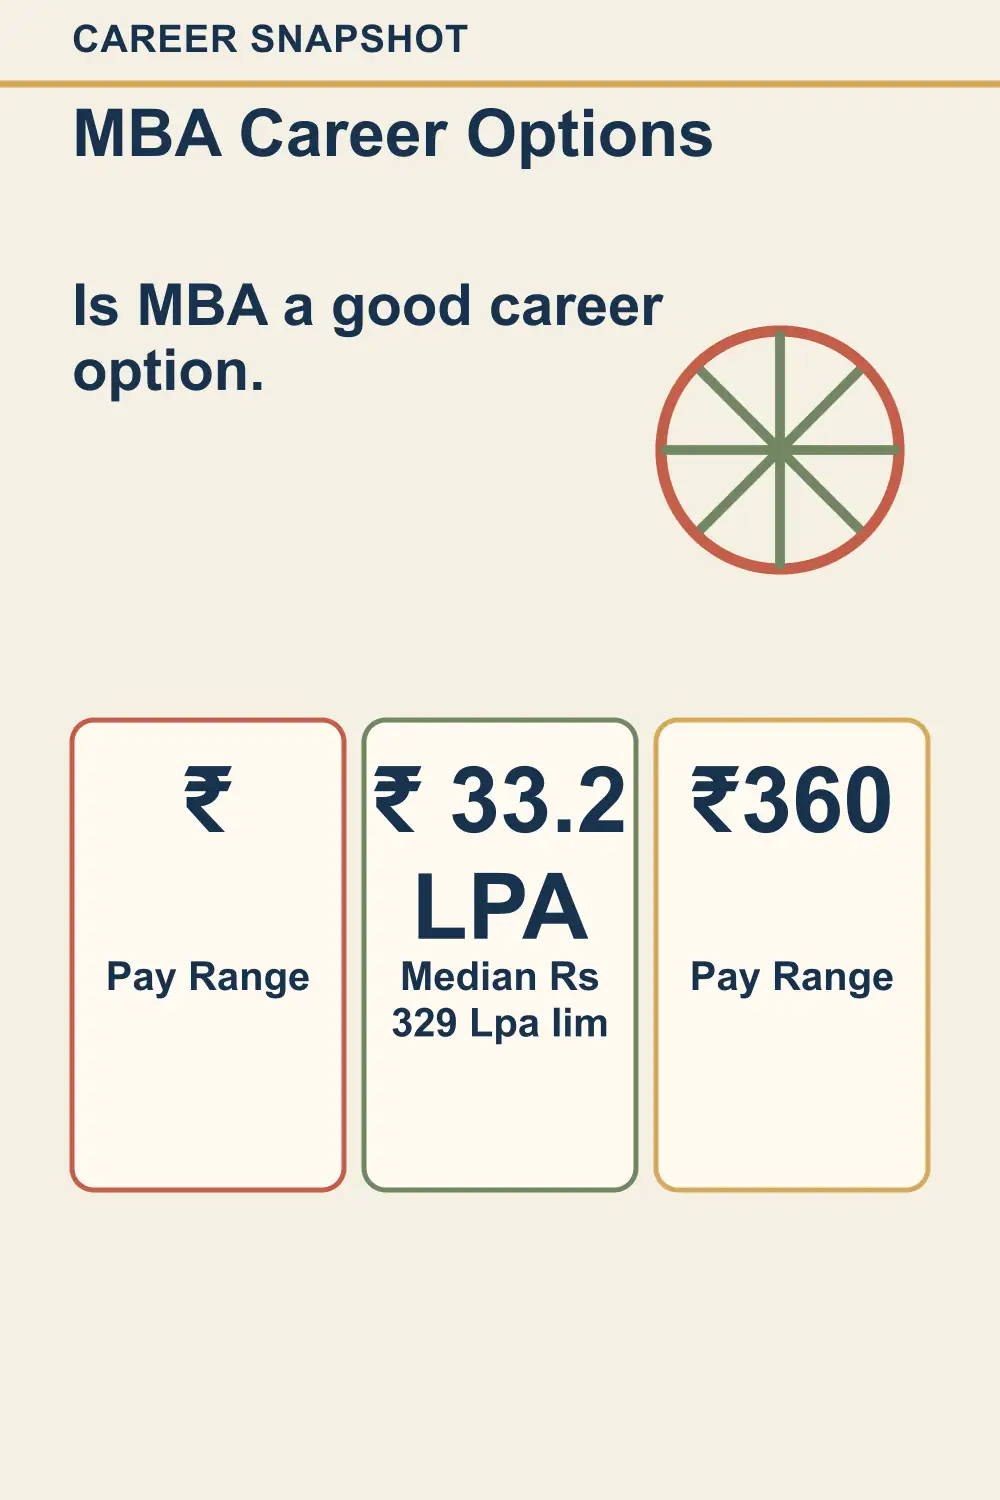 CAREER SNAPSHOT
MBA Career Options
Is MBA a good career
option.
₹
Pay Range
₹ 33.2
LPA
Median Rs
329 Lpa lim
₹360
Pay Range